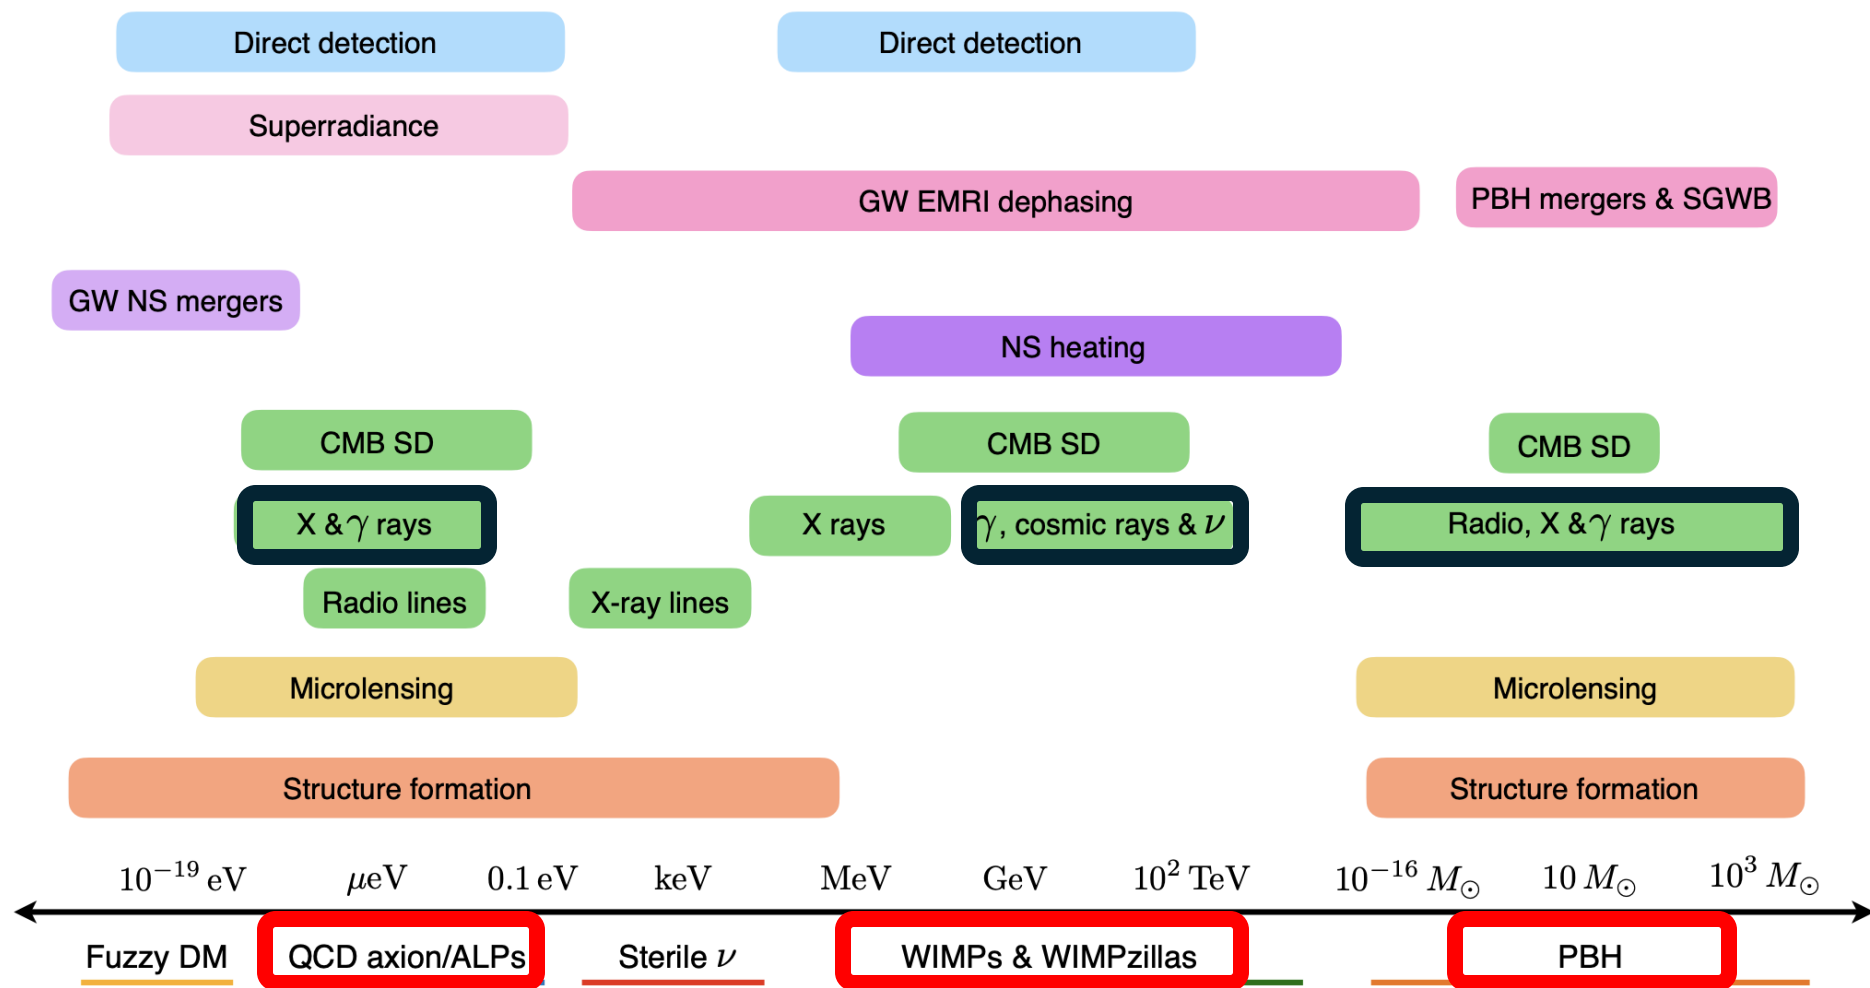 Direct detection
Direct detection
Superradiance
GW EMRI dephasing
PBH mergers & SGWB
GW NS mergers
NS heating
CMB SD
CMB SD
CMB SD
X & γ rays
X rays
γ, cosmic rays & ν
Radio, X & γ rays
Radio lines
X-ray lines
Microlensing
Microlensing
Structure formation
Structure formation
10⁻¹⁹ eV
μeV
0.1 eV
keV
MeV
GeV
10² TeV
10⁻¹⁶ M⊙
10 M⊙
10³ M⊙
Fuzzy DM
QCD axion/ALPs
Sterile ν
WIMPs & WIMPzillas
PBH